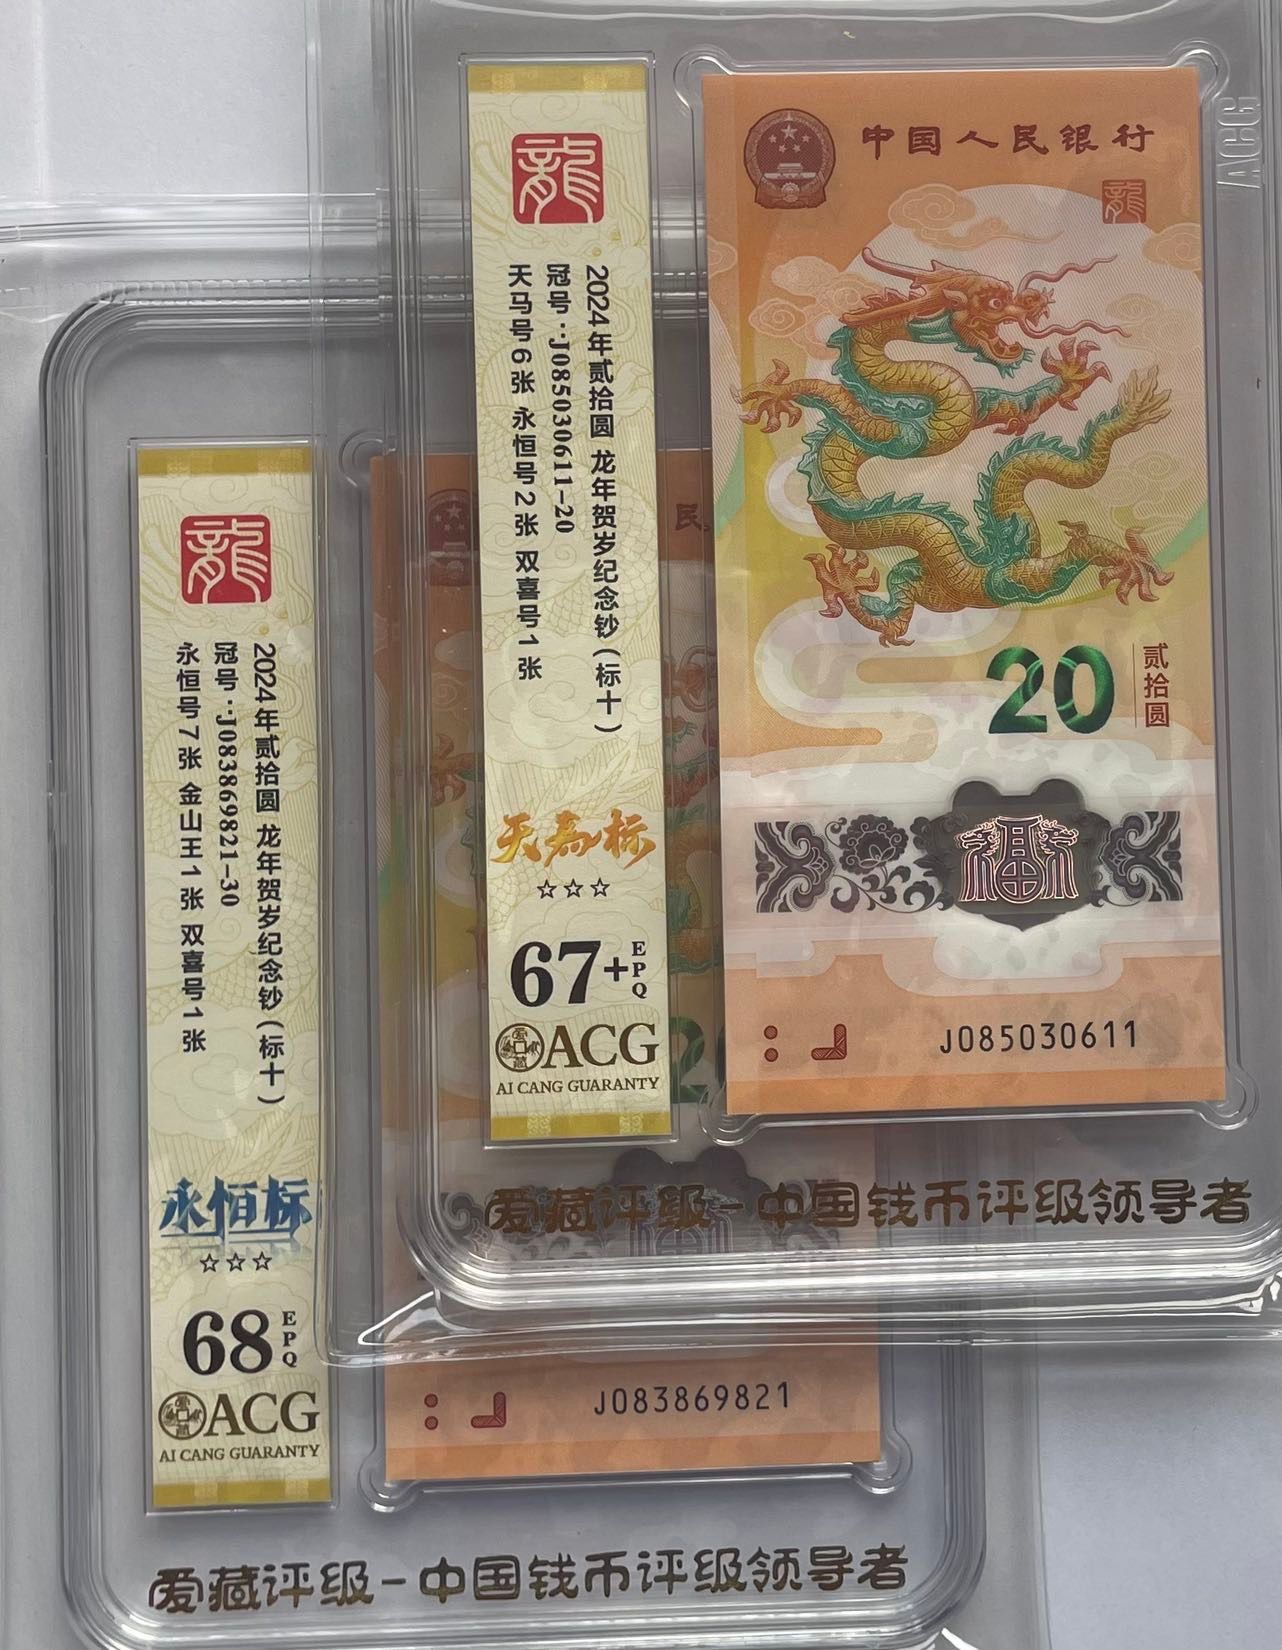 龍
2024年贰拾圆 龙年贺岁纪念钞(标十)
冠号:J085030611-20
天马号6张 永恒号2张 双喜号1张
天马标
☆☆☆
67+EPQ
ACG
AI CANG GUARANTY
中国人民银行
龍
20
贰拾圆
J085030611
ACG
爱藏评级-中国钱币评级领导者
龍
2024年贰拾圆 龙年贺岁纪念钞(标十)
冠号:J083869821-30
永恒号7张 金山王1张 双喜号1张
永恒标
☆☆☆
68EPQ
ACG
AI CANG GUARANTY
民
2
J083869821
爱藏评级-中国钱币评级领导者